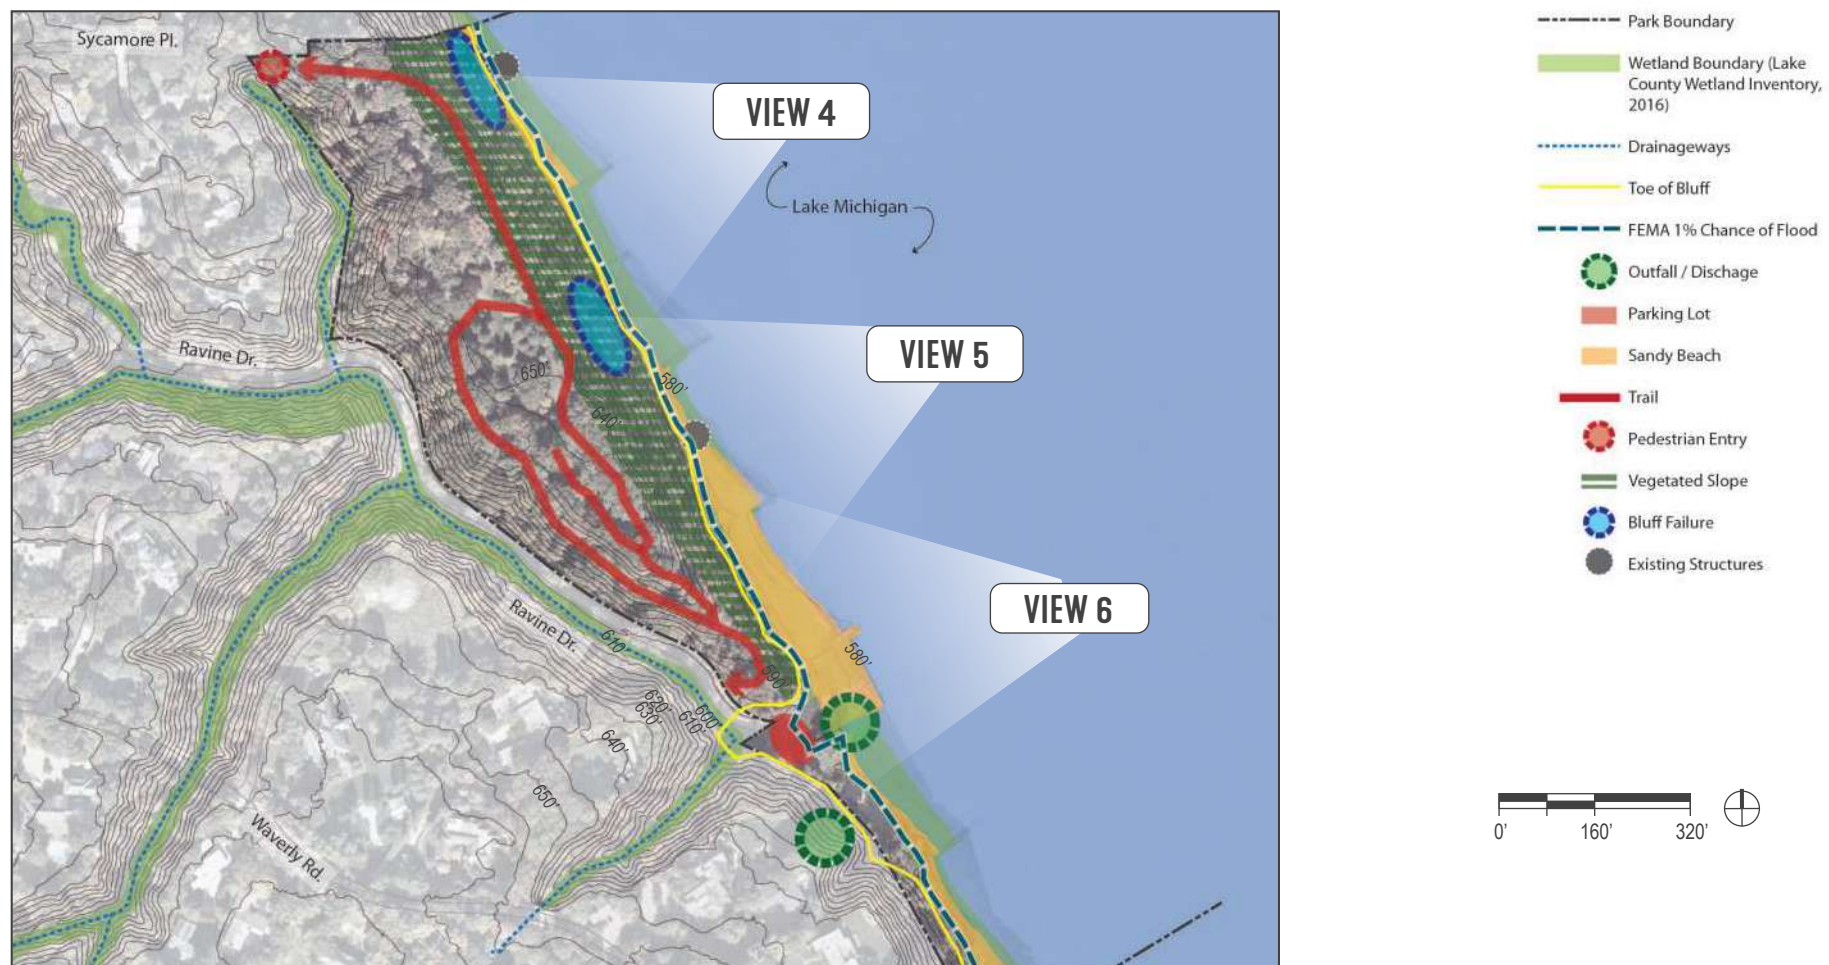 Sycamore Pl.
VIEW 4
Lake Michigan
Ravine Dr.
VIEW 5
650'
580'
640'
VIEW 6
Ravine Dr.
610'
580'
590'
620'
630'
610'
600'
640'
650'
Waverly Rd.
Park Boundary
Wetland Boundary (Lake
County Wetland Inventory,
2016)
Drainageways
Toe of Bluff
FEMA 1% Chance of Flood
Outfall / Dischage
Parking Lot
Sandy Beach
Trail
Pedestrian Entry
Vegetated Slope
Bluff Failure
Existing Structures
0' 160' 320'